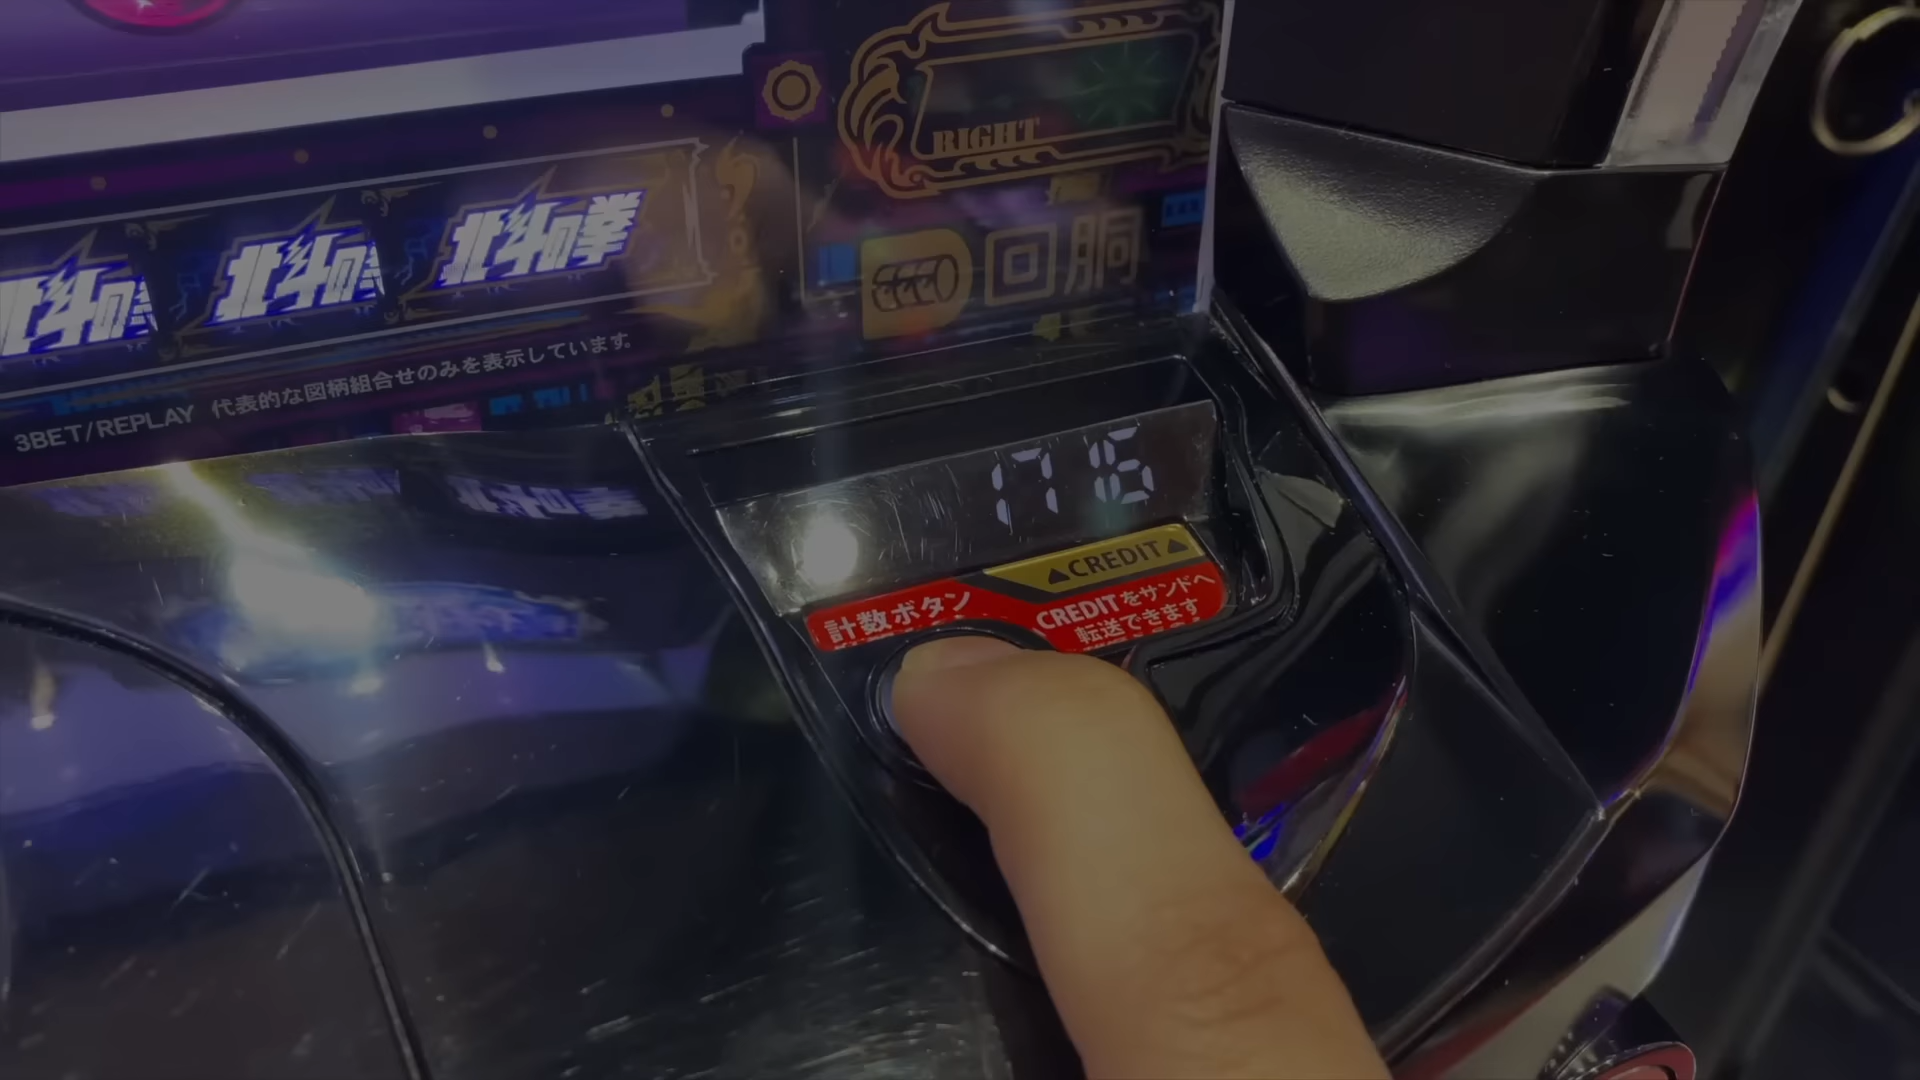 RIGHT
北斗の拳
北斗の拳
北斗の拳
回胴
3BET/REPLAY 代表的な図柄組合せのみを表示しています。
176
▲CREDIT▲
計数ボタン
CREDITをサンドへ
転送できます